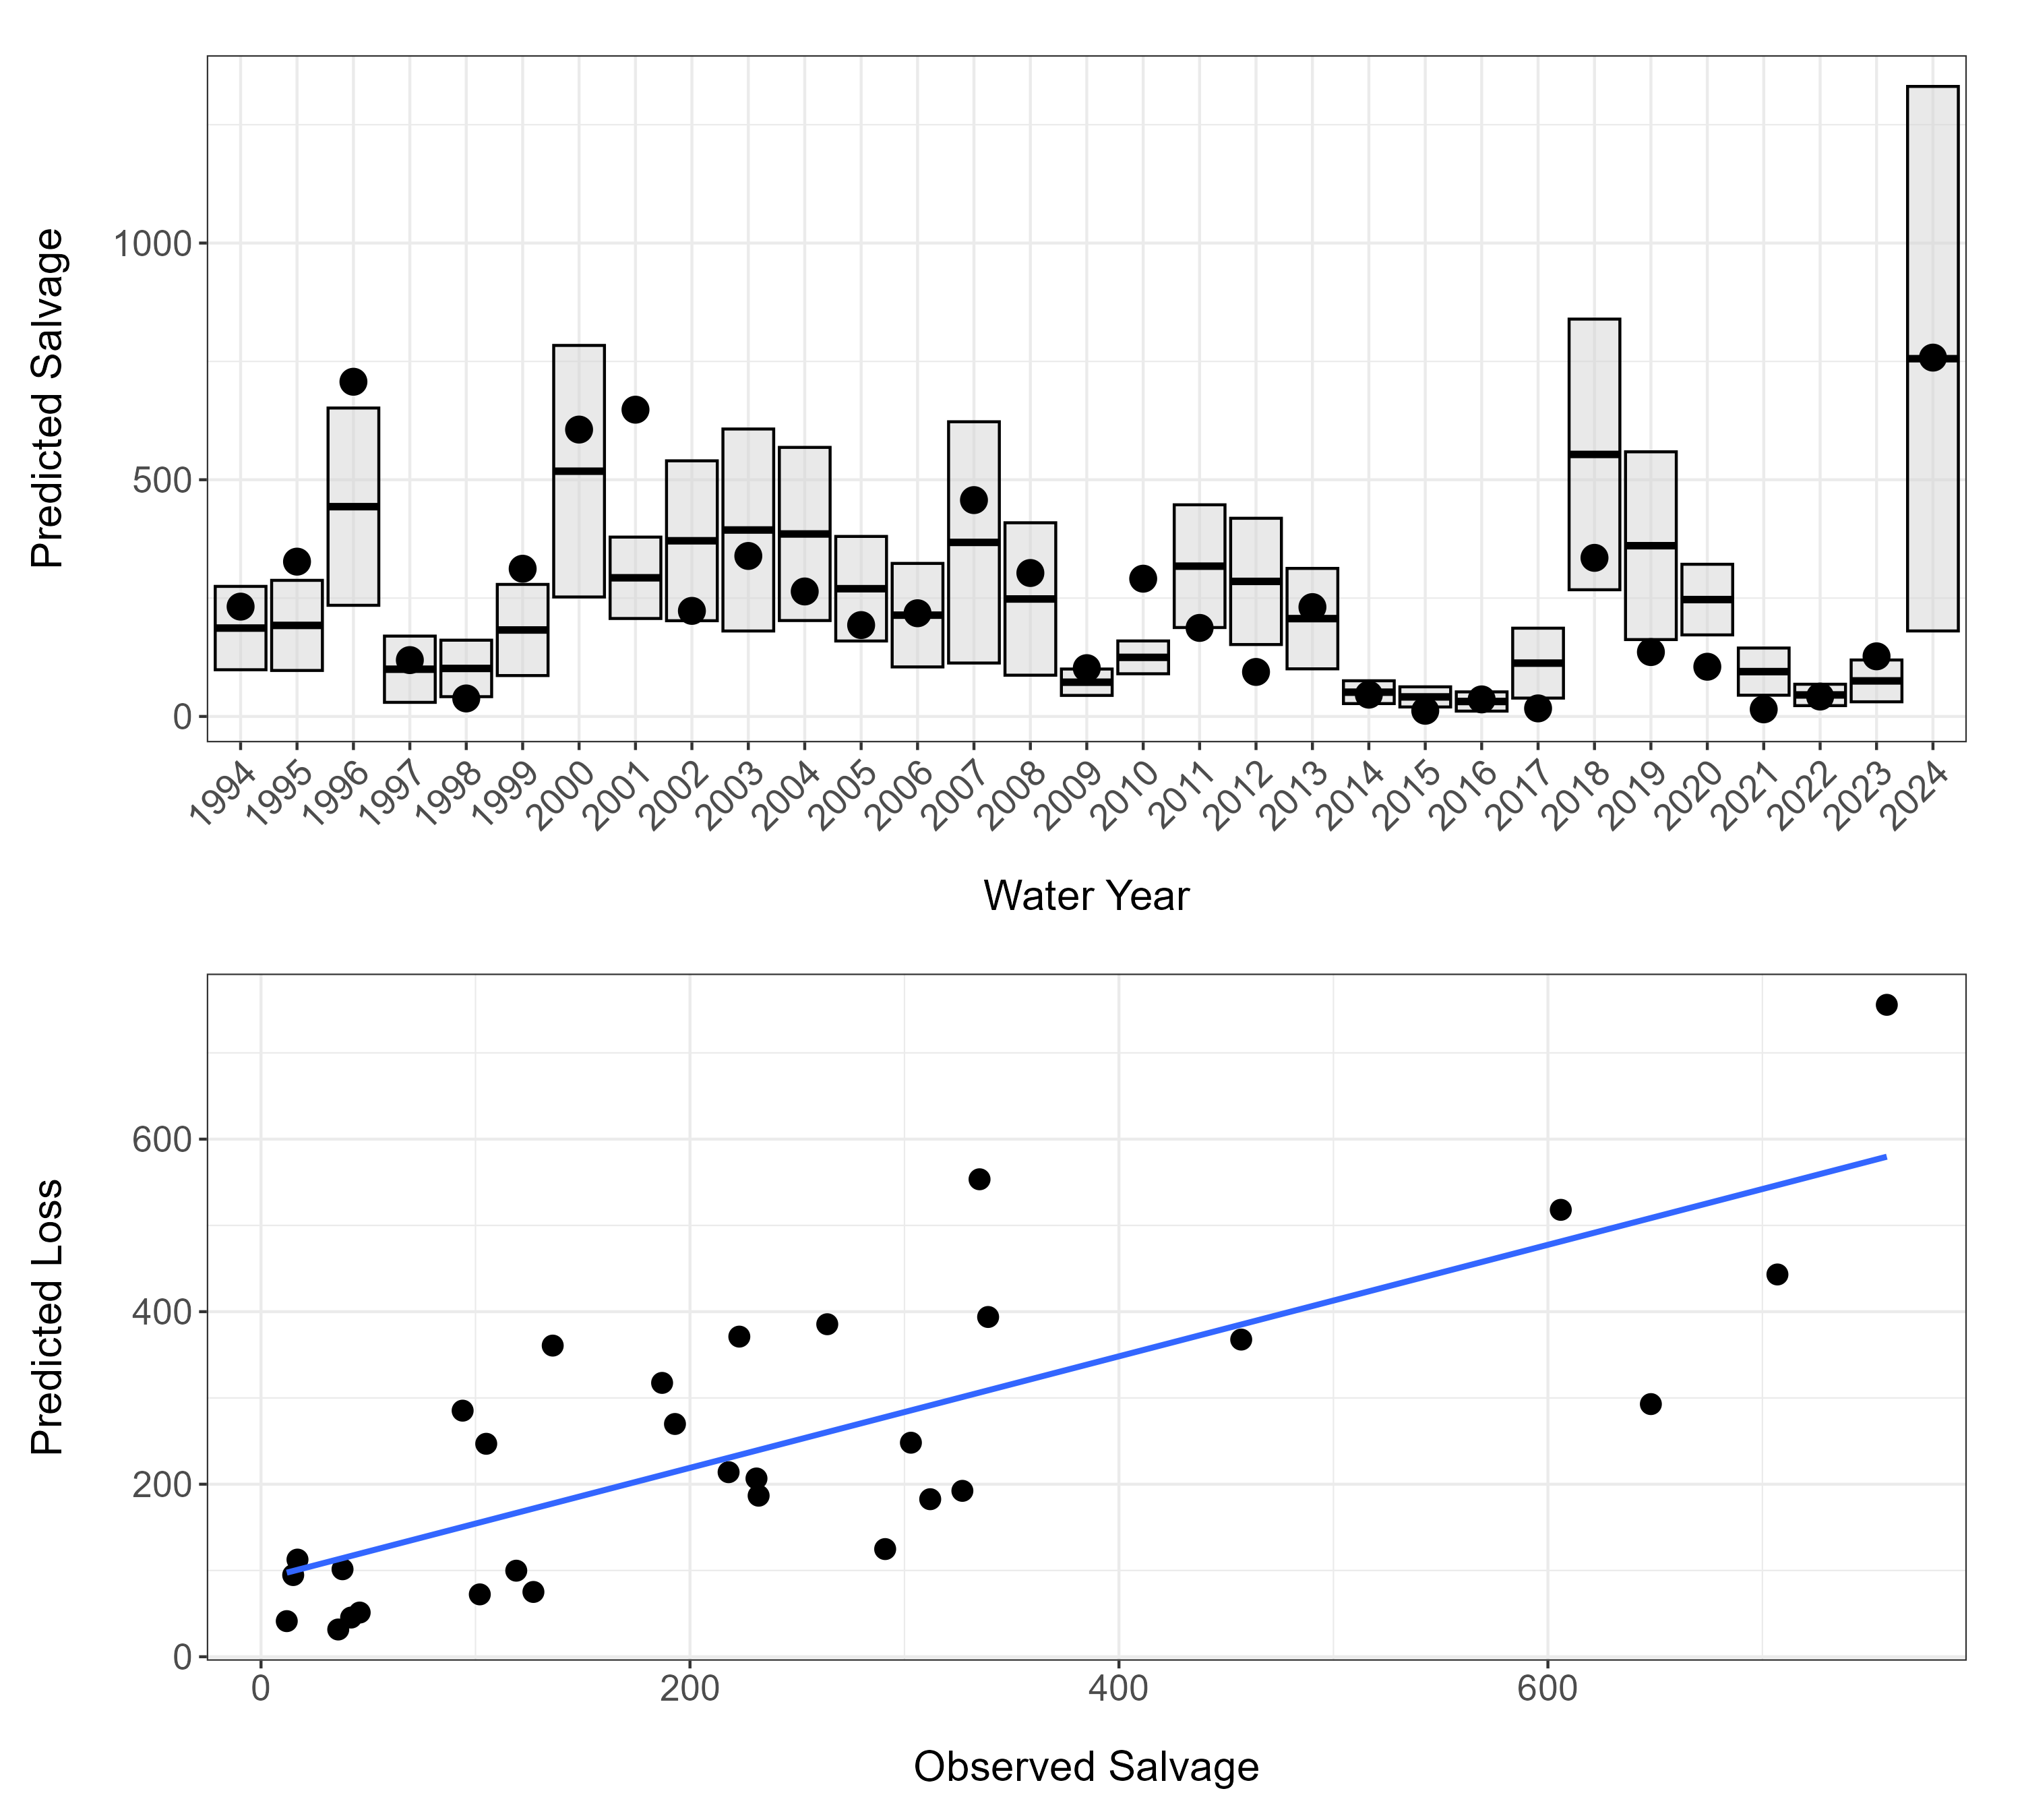 Predicted Salvage
1000
500
0
1994 1995 1996 1997 1998 1999 2000 2001 2002 2003 2004 2005 2006 2007 2008 2009 2010 2011 2012 2013 2014 2015 2016 2017 2018 2019 2020 2021 2022 2023 2024
Water Year
Predicted Loss
600
400
200
0
0 200 400 600
Observed Salvage